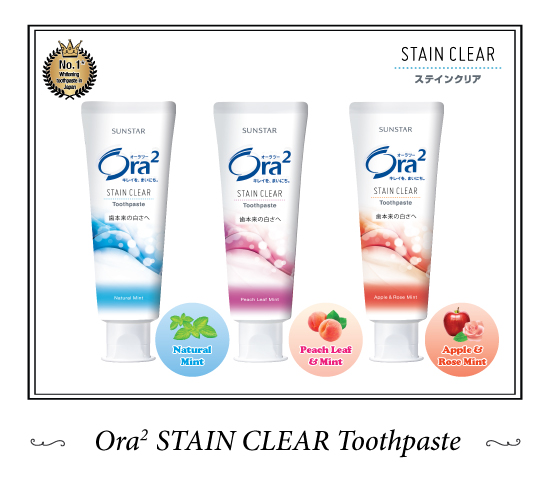 No.1
Whitening
toothpaste in
Japan
STAIN CLEAR
ステインクリア
SUNSTAR
オーラツー
Ora²
キレイを、まいにち。
STAIN CLEAR
Toothpaste
歯本来の白さへ
Natural Mint
SUNSTAR
オーラツー
Ora²
キレイを、まいにち。
STAIN CLEAR
Toothpaste
歯本来の白さへ
Peach Leaf Mint
SUNSTAR
オーラツー
Ora²
キレイを、まいにち。
STAIN CLEAR
Toothpaste
歯本来の白さへ
Apple & Rose Mint
Natural
Mint
Peach Leaf
& Mint
Apple &
Rose Mint
Ora² STAIN CLEAR Toothpaste